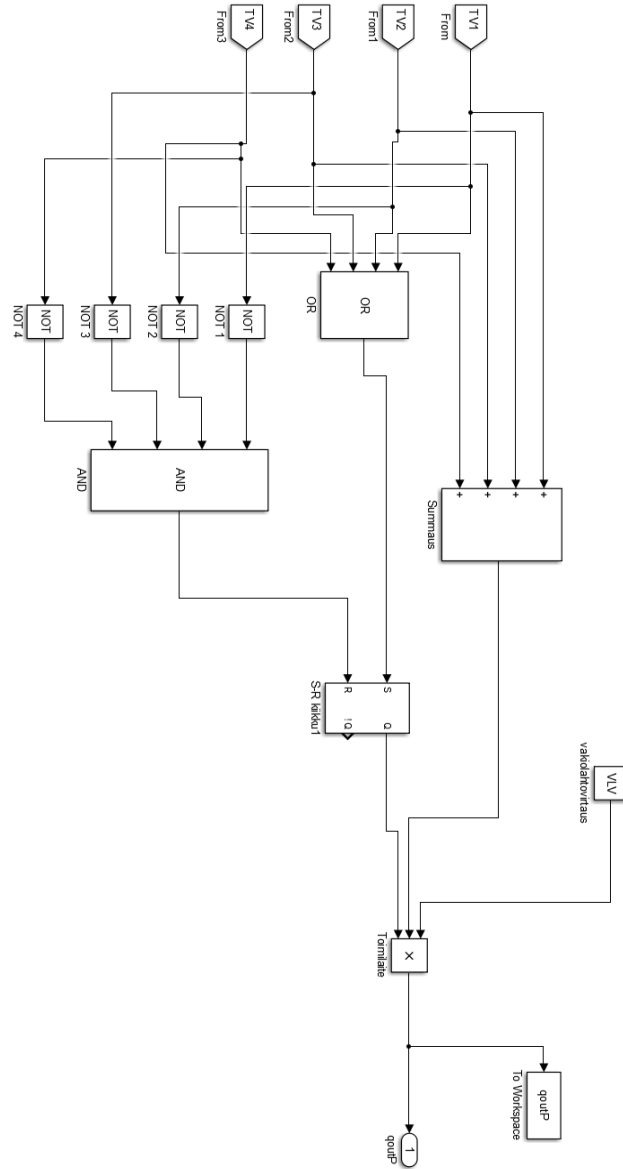 TV1
From
TV2
From1
TV3
From2
TV4
From3
NOT
NOT 1
NOT
NOT 2
NOT
NOT 3
NOT
NOT 4
OR
OR
AND
AND
+
+
+
+
Summaus
S
Q
R
!Q
S-R kiikku1
VLV
vakiolahtovirtaus
×
Toimilaite
qoutP
To Workspace
1
qoutP